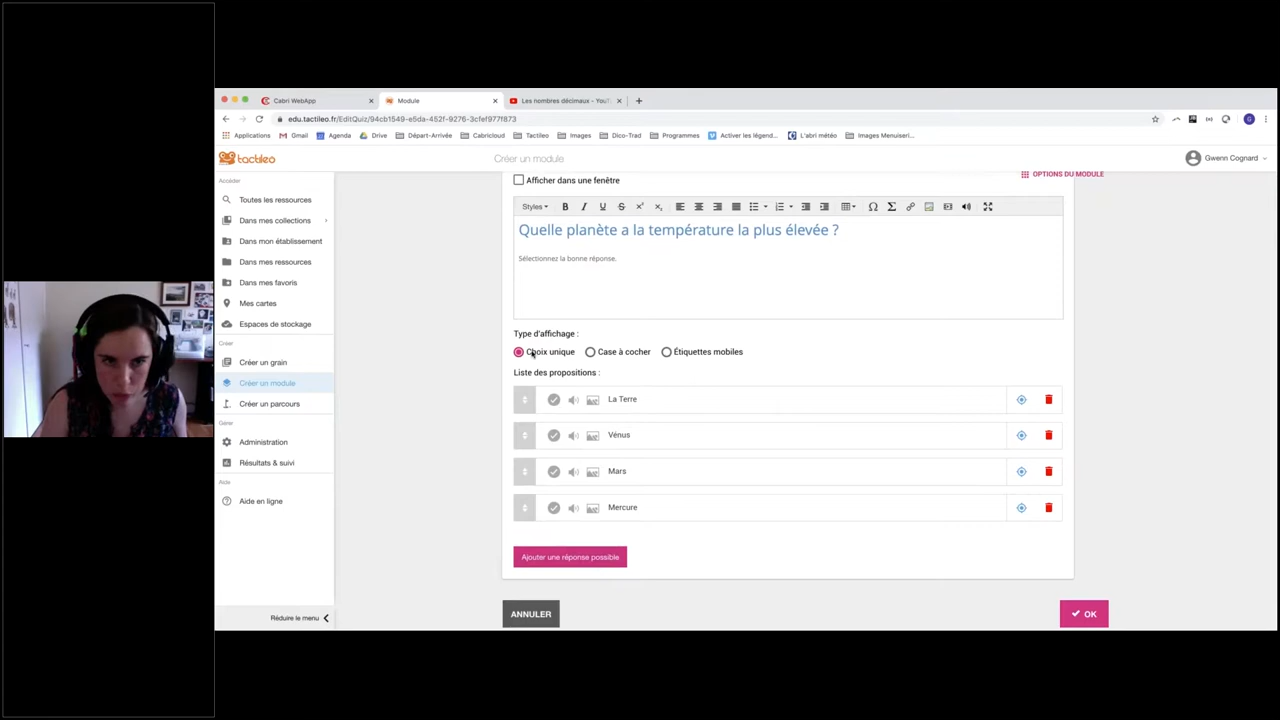 Cabri WebApp
Module
Les nombres décimaux - YouT
edu.tactileo.fr/EditQuiz/94cb1549-e5da-452f-9276-3cfef977f873
Applications
Gmail
Agenda
Drive
Départ-Arrivée
Cabricloud
Tactileo
Images
Dico-Trad
Programmes
Activer les légend...
L'abri météo
Images Menuiseri...
tactileo
Créer un module
Gwenn Cognard
Accéder
Toutes les ressources
Dans mes collections
Dans mon établissement
Dans mes ressources
Dans mes favoris
Mes cartes
Espaces de stockage
Créer
Créer un grain
Créer un module
Créer un parcours
Gérer
Administration
Résultats & suivi
Aide
Aide en ligne
Réduire le menu
OPTIONS DU MODULE
Afficher dans une fenêtre
Styles
Quelle planète a la température la plus élevée ?
Sélectionnez la bonne réponse.
Type d'affichage :
Choix unique
Case à cocher
Étiquettes mobiles
Liste des propositions :
La Terre
Vénus
Mars
Mercure
Ajouter une réponse possible
ANNULER
OK